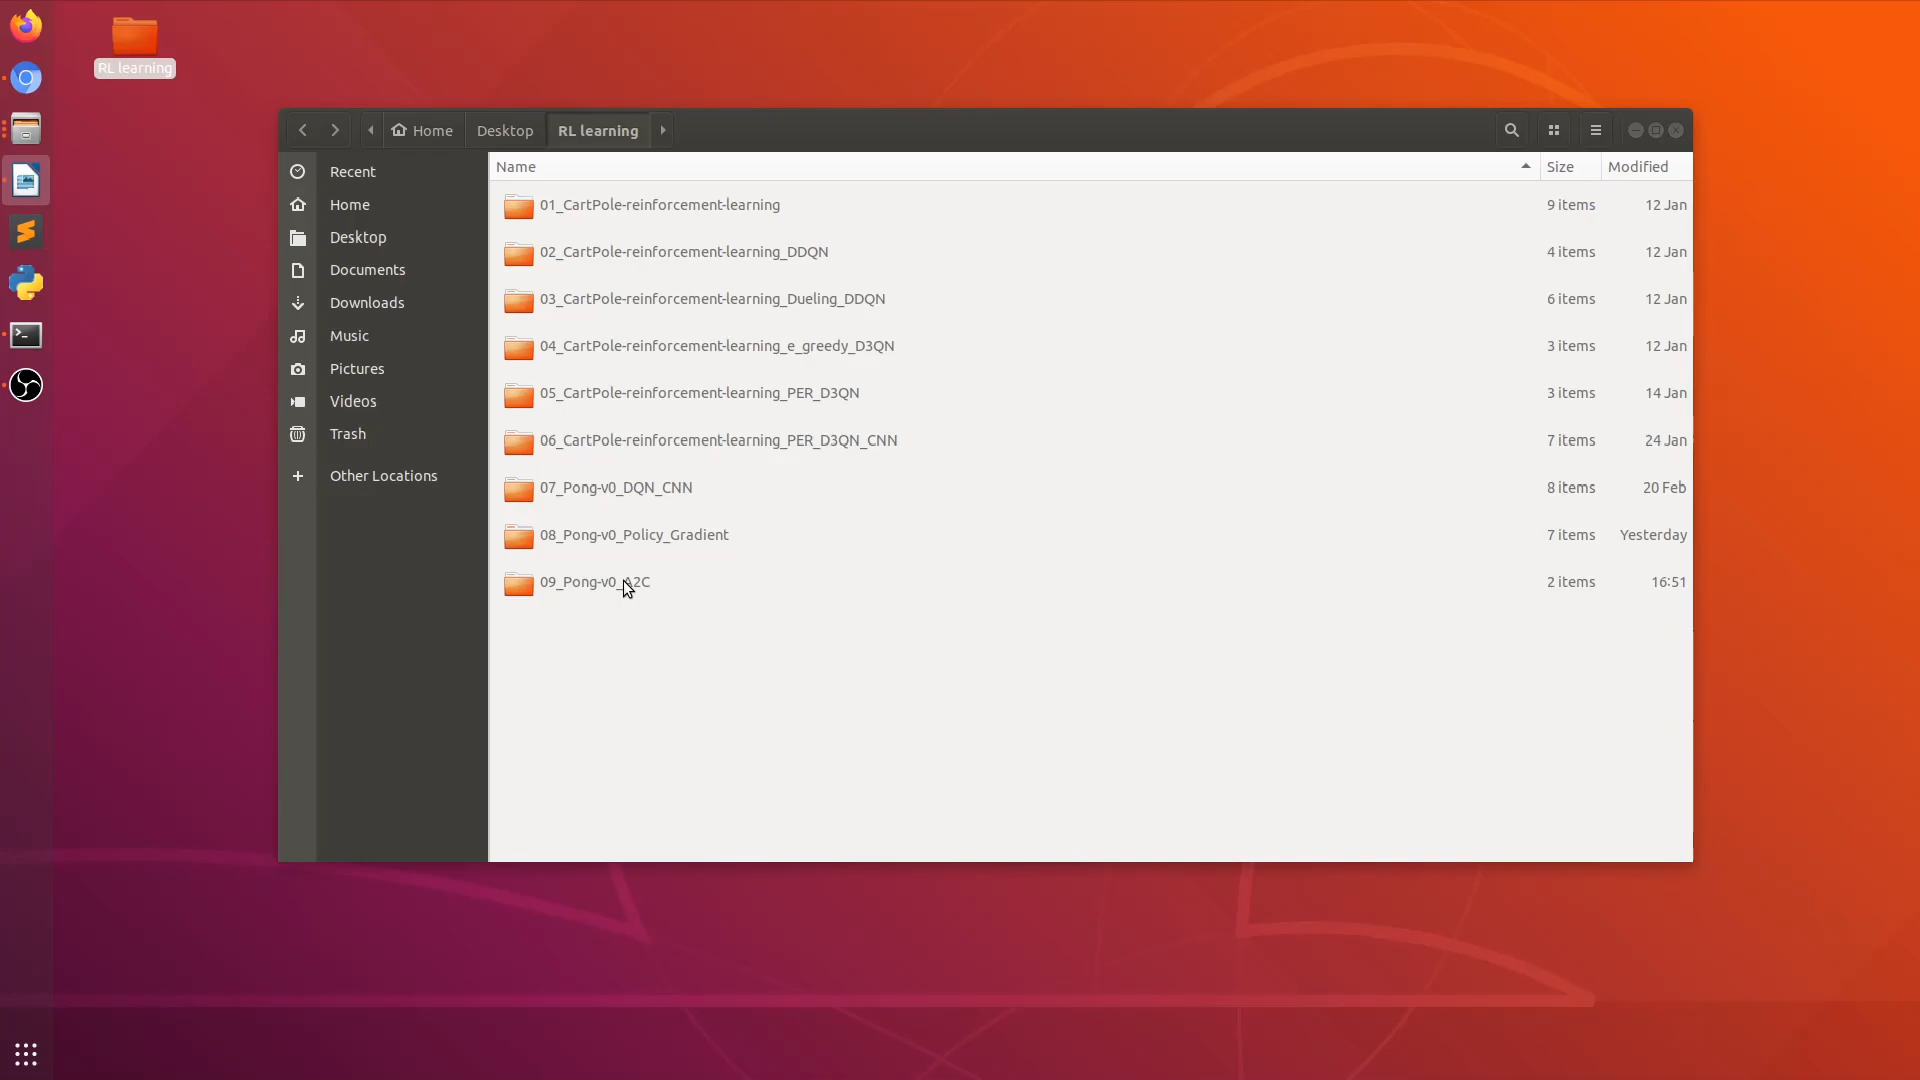 RL learning
Home Desktop RL learning
Name Size Modified
Recent
Home
Desktop
Documents
Downloads
Music
Pictures
Videos
Trash
Other Locations
01_CartPole-reinforcement-learning 9 items 12 Jan
02_CartPole-reinforcement-learning_DDQN 4 items 12 Jan
03_CartPole-reinforcement-learning_Dueling_DDQN 6 items 12 Jan
04_CartPole-reinforcement-learning_e_greedy_D3QN 3 items 12 Jan
05_CartPole-reinforcement-learning_PER_D3QN 3 items 14 Jan
06_CartPole-reinforcement-learning_PER_D3QN_CNN 7 items 24 Jan
07_Pong-v0_DQN_CNN 8 items 20 Feb
08_Pong-v0_Policy_Gradient 7 items Yesterday
09_Pong-v0_A2C 2 items 16:51